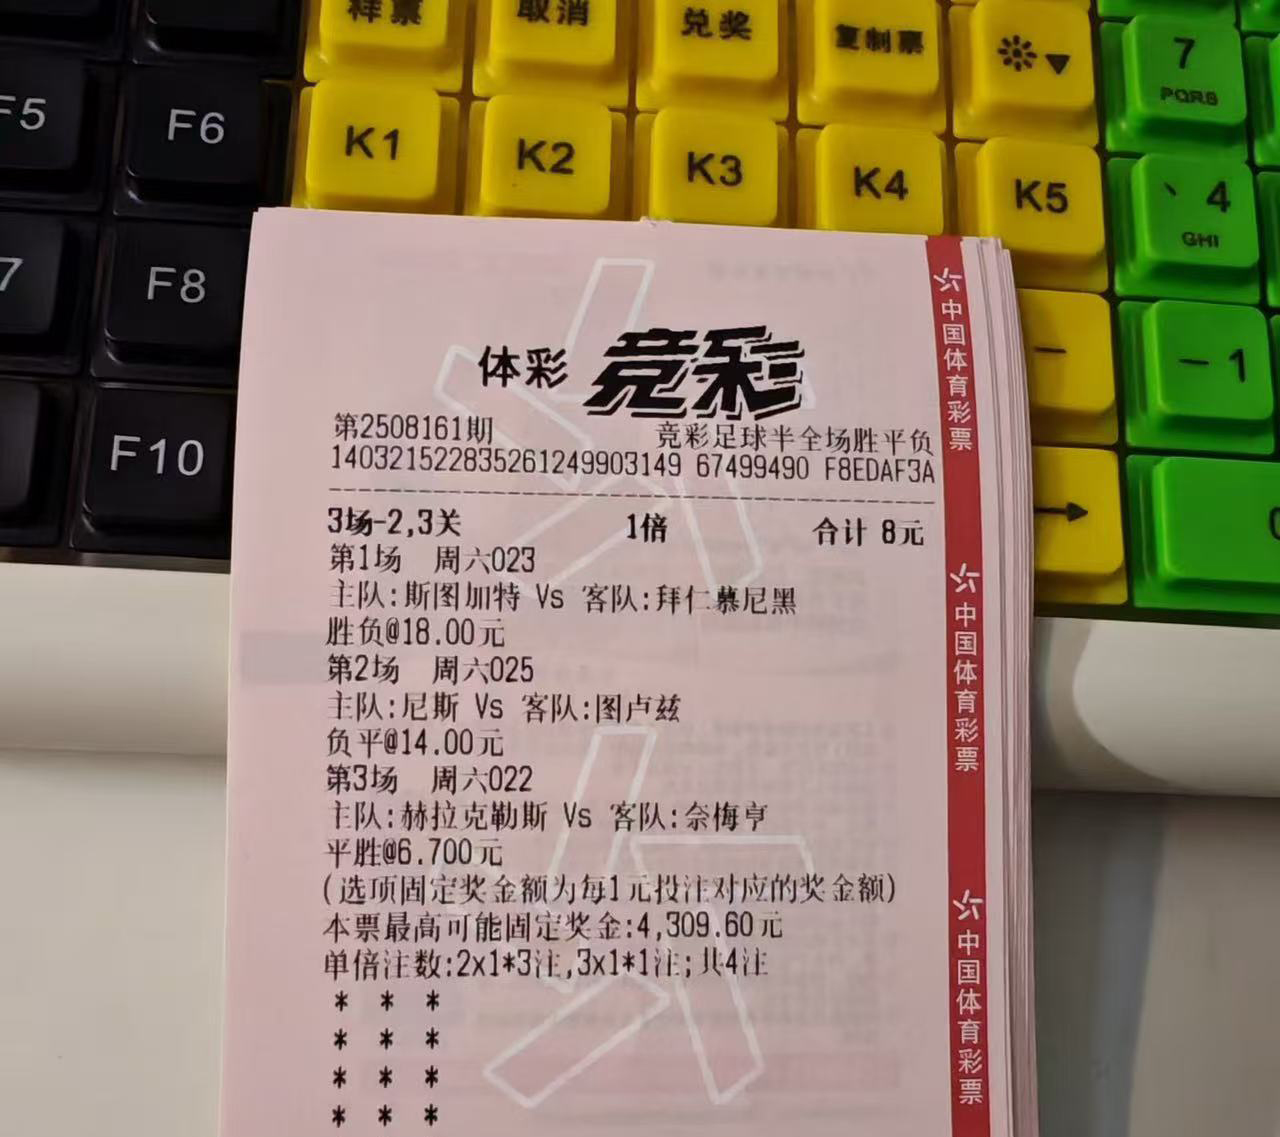 样票 取消 兑奖 复制票
7
PQRS
F5 F6 K1 K2 K3 K4 K5
4
GHI
7 F8
-
- 1
F10
体彩 竞彩
第2508161期 竞彩足球半全场胜平负
140321522835261249903149 67499490 F8EDAF3A
3场-2,3关 1倍 合计 8元
第1场 周六023
主队:斯图加特 Vs 客队:拜仁慕尼黑
胜负@18.00元
第2场 周六025
主队:尼斯 Vs 客队:图卢兹
负平@14.00元
第3场 周六022
主队:赫拉克勒斯 Vs 客队:奈梅亨
平胜@6.700元
(选项固定奖金额为每1元投注对应的奖金额)
本票最高可能固定奖金:4,309.60元
单倍注数:2x1*3注,3x1*1注;共4注
* * *
* * *
* * *
* * *
中国体育彩票
中国体育彩票
中国体育彩票